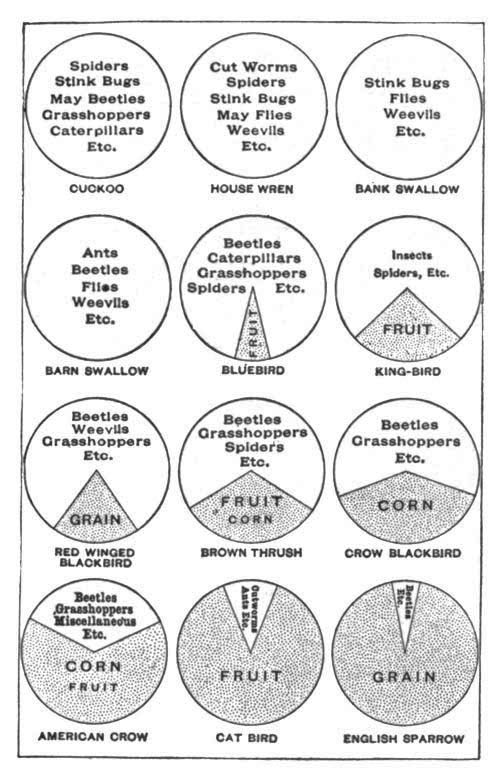 Spiders
Stink Bugs
May Beetles
Grasshoppers
Caterpillars
Etc.
CUCKOO
Cut Worms
Spiders
Stink Bugs
May Flies
Weevils
Etc.
HOUSE WREN
Stink Bugs
Flies
Weevils
Etc.
BANK SWALLOW
Ants
Beetles
Flies
Weevils
Etc.
BARN SWALLOW
Beetles
Caterpillars
Grasshoppers
Spiders Etc.
FRUIT
BLUEBIRD
Insects
Spiders, Etc.
FRUIT
KING-BIRD
Beetles
Weevils
Grasshoppers
Etc.
GRAIN
RED WINGED
BLACKBIRD
Beetles
Grasshoppers
Spiders
Etc.
FRUIT
CORN
BROWN THRUSH
Beetles
Grasshoppers
Etc.
CORN
CROW BLACKBIRD
Beetles
Grasshoppers
Miscellaneous
Etc.
CORN
FRUIT
AMERICAN CROW
Cutworms
Ants Etc.
FRUIT
CAT BIRD
Beetles
Etc.
GRAIN
ENGLISH SPARROW